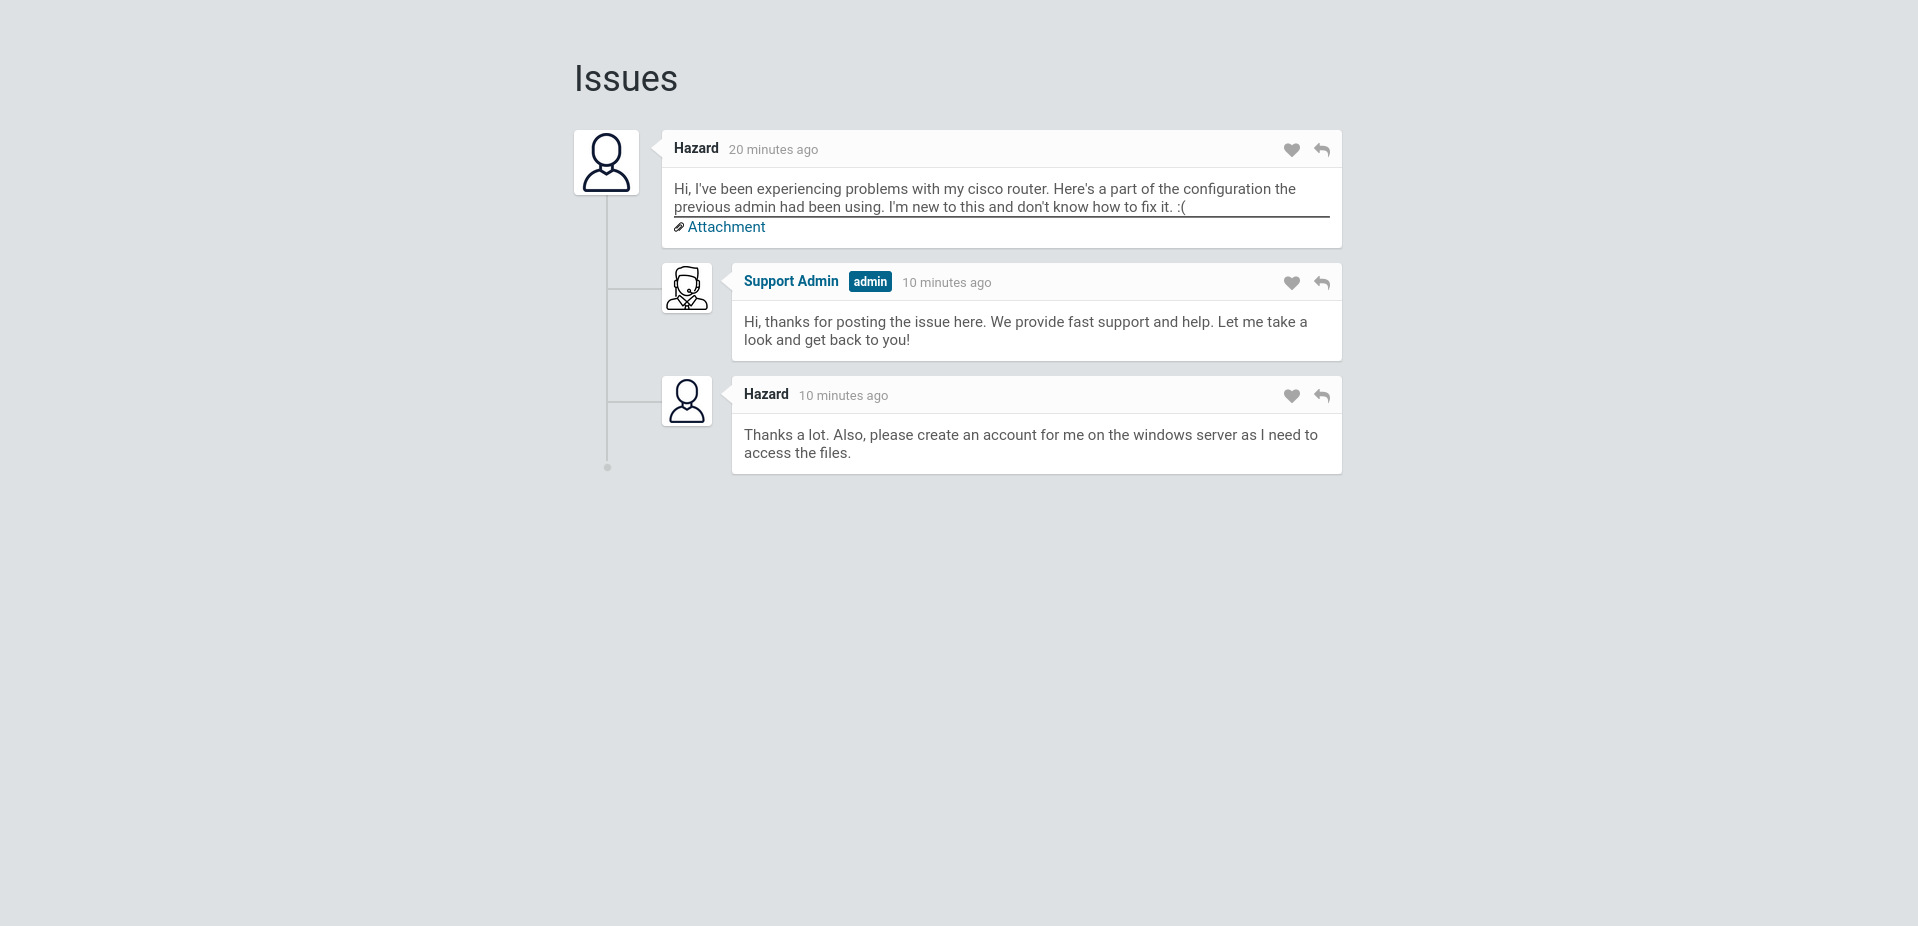 Issues
Hazard 20 minutes ago
Hi, I've been experiencing problems with my cisco router. Here's a part of the configuration the
previous admin had been using. I'm new to this and don't know how to fix it. :(
Attachment
Support Admin admin 10 minutes ago
Hi, thanks for posting the issue here. We provide fast support and help. Let me take a
look and get back to you!
Hazard 10 minutes ago
Thanks a lot. Also, please create an account for me on the windows server as I need to
access the files.